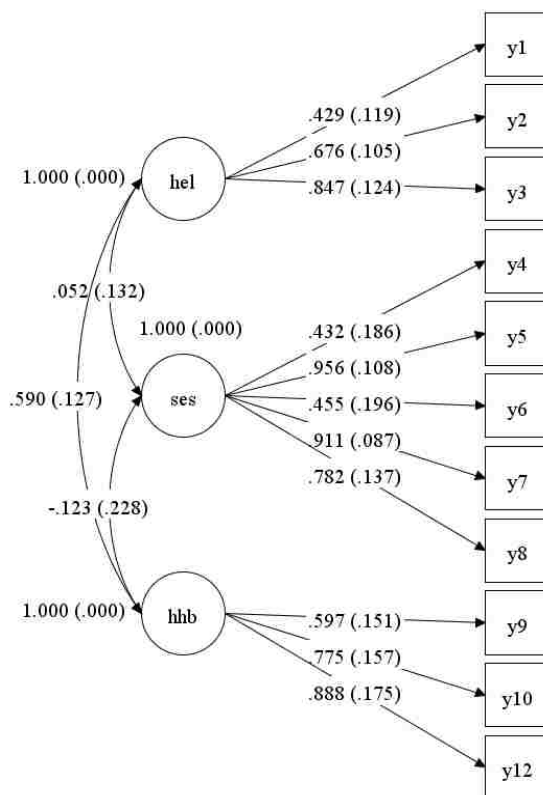 y1
.429 (.119)
y2
.676 (.105)
1.000 (.000)
hel
.847 (.124)
y3
y4
.052 (.132)
1.000 (.000)
.432 (.186)
y5
.956 (.108)
.590 (.127)
ses
.455 (.196)
y6
.911 (.087)
y7
.782 (.137)
-.123 (.228)
y8
1.000 (.000)
hhb
.597 (.151)
y9
.775 (.157)
.888 (.175)
y10
y12